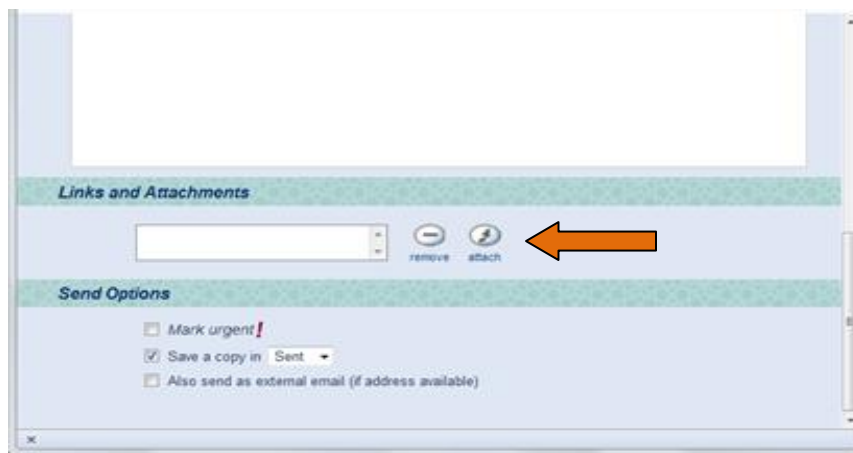 Links and Attachments
remove attach
Send Options
Mark urgent!
Save a copy in Sent
Also send as external email (if address available)